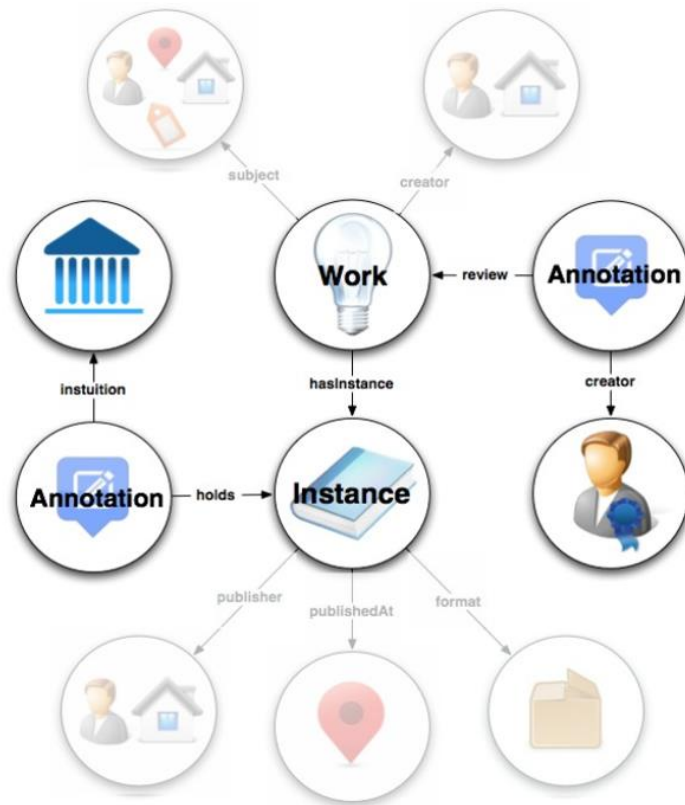 subject
creator
Work
review
Annotation
instuition
hasInstance
creator
Annotation
holds
Instance
publisher
publishedAt
format